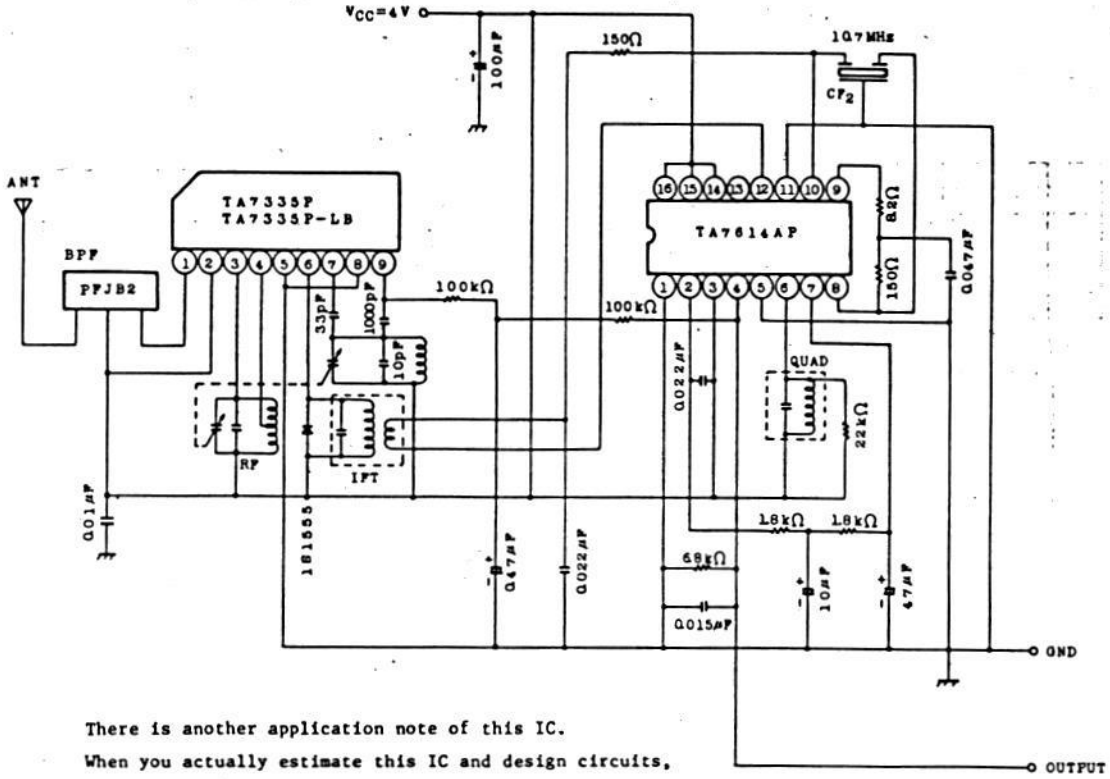 VCC=4V
150Ω
10.7MHz
100μF
CF2
ANT
16 15 14 13 12 11 10 9
TA7335P
TA7335P-LB
TA7614AP
82Ω
BPF
PFJB2
1 2 3 4 5 6 7 8 9
1 2 3 4 5 6 7 8
150Ω
0.047μF
100kΩ
100kΩ
33pF
1000pF
10pF
0.022μF
QUAD
22kΩ
RF
IFT
0.01μF
1S1555
0.47μF
0.022μF
1.8kΩ
1.8kΩ
6.8kΩ
0.015μF
10μF
47μF
GND
There is another application note of this IC.
When you actually estimate this IC and design circuits,
OUTPUT